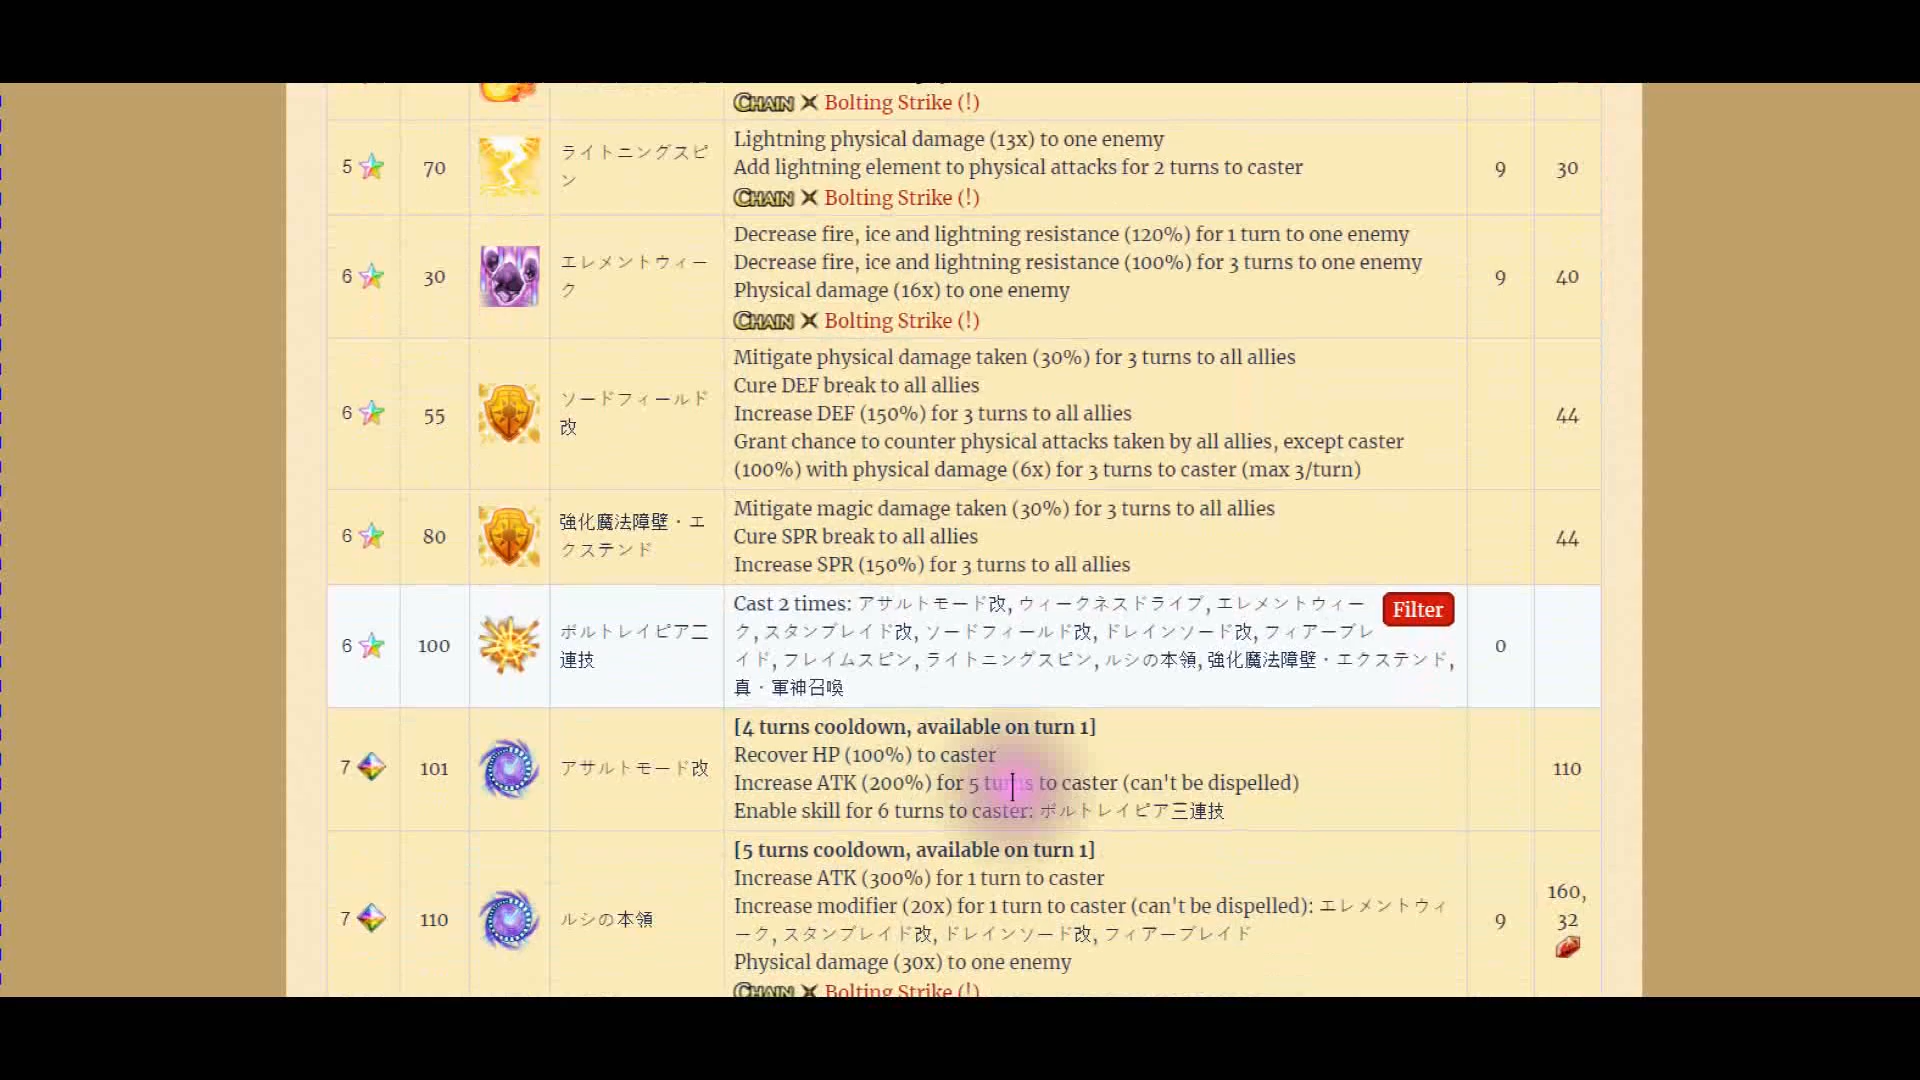 CHAIN × Bolting Strike (!)
5 70 ライトニングスピ
ン
Lightning physical damage (13x) to one enemy
Add lightning element to physical attacks for 2 turns to caster
CHAIN × Bolting Strike (!)
9 30
6 30 エレメントウィー
ク
Decrease fire, ice and lightning resistance (120%) for 1 turn to one enemy
Decrease fire, ice and lightning resistance (100%) for 3 turns to one enemy
Physical damage (16x) to one enemy
CHAIN × Bolting Strike (!)
9 40
6 55 ソードフィールド
改
Mitigate physical damage taken (30%) for 3 turns to all allies
Cure DEF break to all allies
Increase DEF (150%) for 3 turns to all allies
Grant chance to counter physical attacks taken by all allies, except caster
(100%) with physical damage (6x) for 3 turns to caster (max 3/turn)
44
6 80 強化魔法障壁・エ
クステンド
Mitigate magic damage taken (30%) for 3 turns to all allies
Cure SPR break to all allies
Increase SPR (150%) for 3 turns to all allies
44
6 100 ボルトレイピア二
連技
Cast 2 times: アサルトモード改, ウィークネスドライブ, エレメントウィー
ク, スタンブレイド改, ソードフィールド改, ドレインソード改, フィアーブレ
イド, フレイムスピン, ライトニングスピン, ルシの本領, 強化魔法障壁・エクステンド,
真・軍神召喚
Filter
0
7 101 アサルトモード改
[4 turns cooldown, available on turn 1]
Recover HP (100%) to caster
Increase ATK (200%) for 5 turns to caster (can't be dispelled)
Enable skill for 6 turns to caster: ボルトレイピア三連技
110
7 110 ルシの本領
[5 turns cooldown, available on turn 1]
Increase ATK (300%) for 1 turn to caster
Increase modifier (20x) for 1 turn to caster (can't be dispelled): エレメントウィ
ーク, スタンブレイド改, ドレインソード改, フィアーブレイド
Physical damage (30x) to one enemy
CHAIN × Bolting Strike (!)
9 160,
32